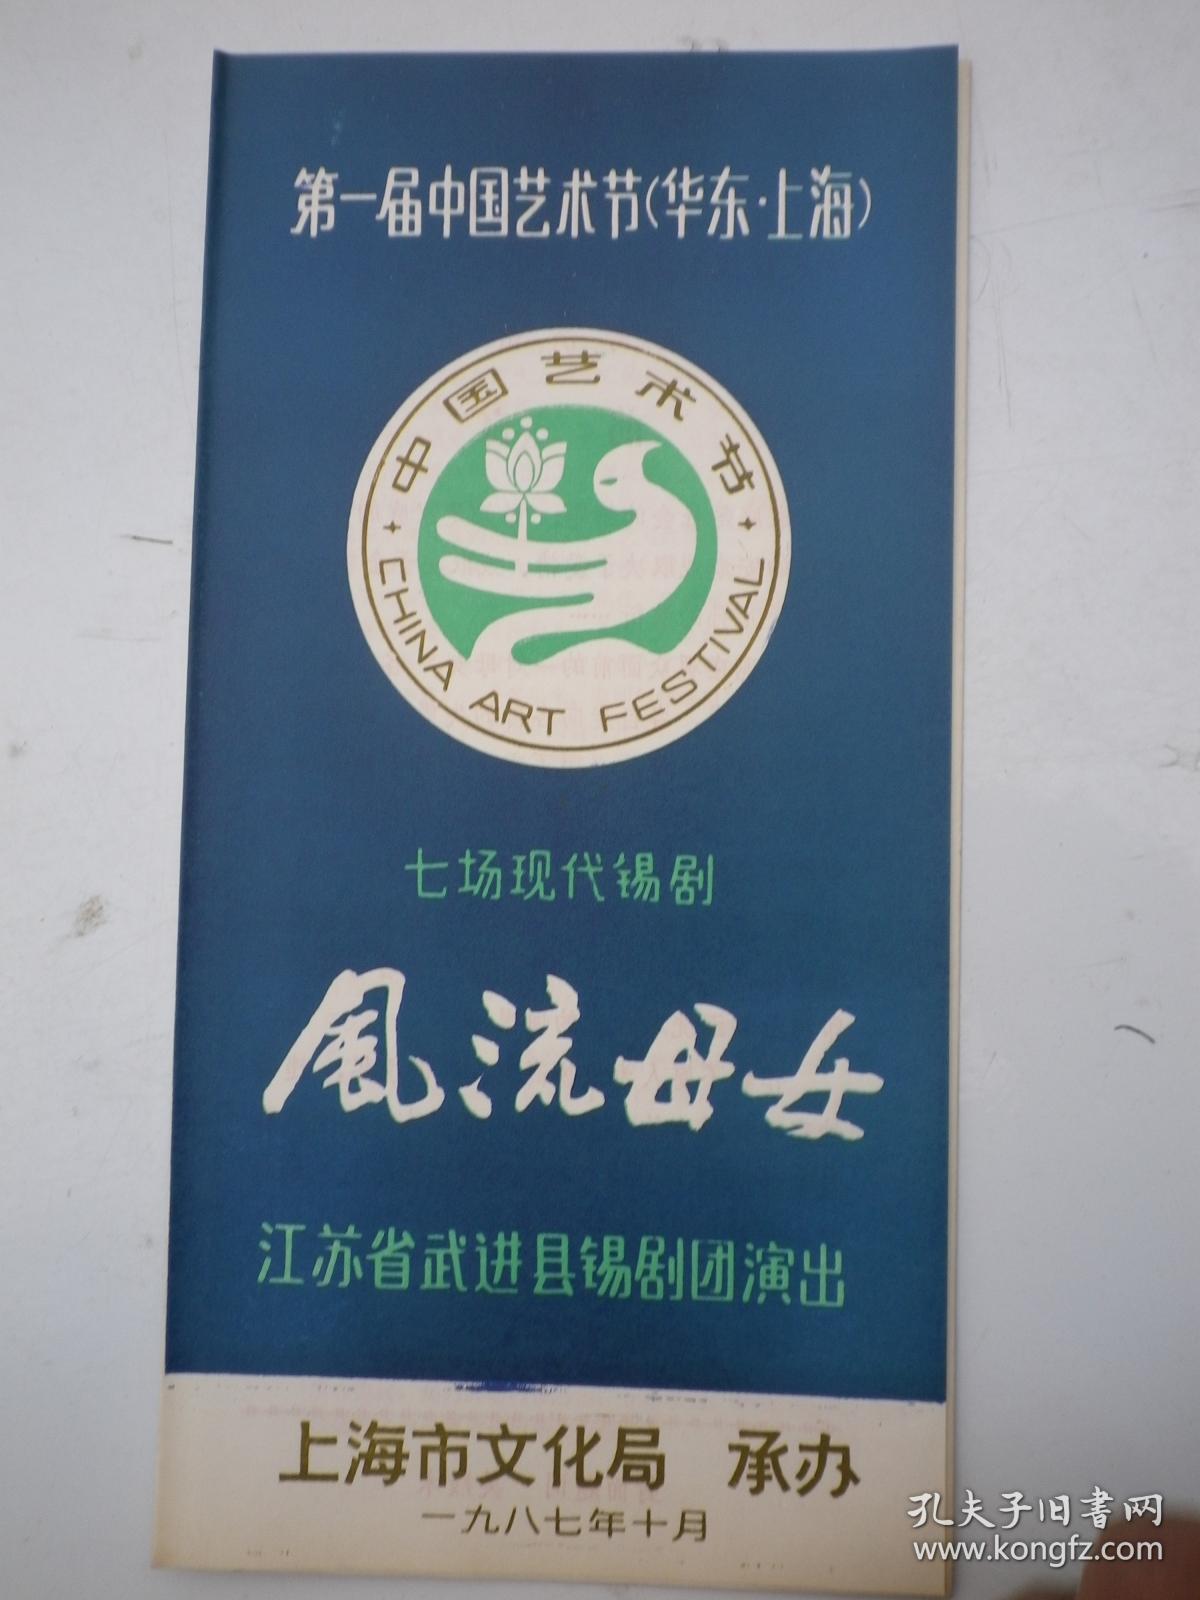 第一届中国艺术节(华东·上海)
中国艺术节
CHINA ART FESTIVAL
七场现代锡剧
风流母女
江苏省武进县锡剧团演出
上海市文化局 承办
一九八七年十月
孔夫子旧书网
www.kongfz.com